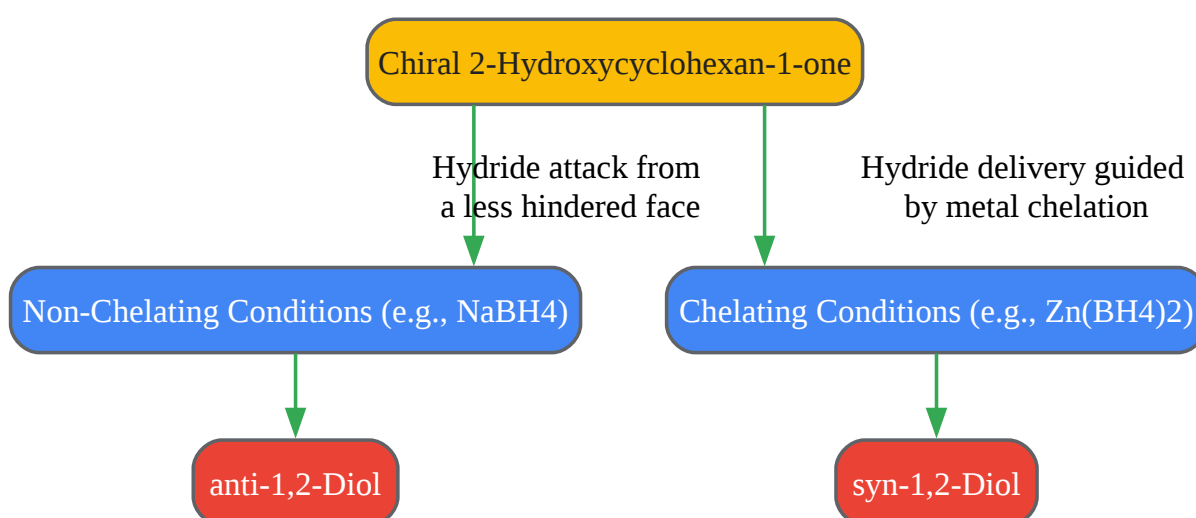 Chiral 2-Hydroxycyclohexan-1-one
Hydride attack from
a less hindered face
Hydride delivery guided
by metal chelation
Non-Chelating Conditions (e.g., NaBH4)
Chelating Conditions (e.g., Zn(BH4)2)
anti-1,2-Diol
syn-1,2-Diol